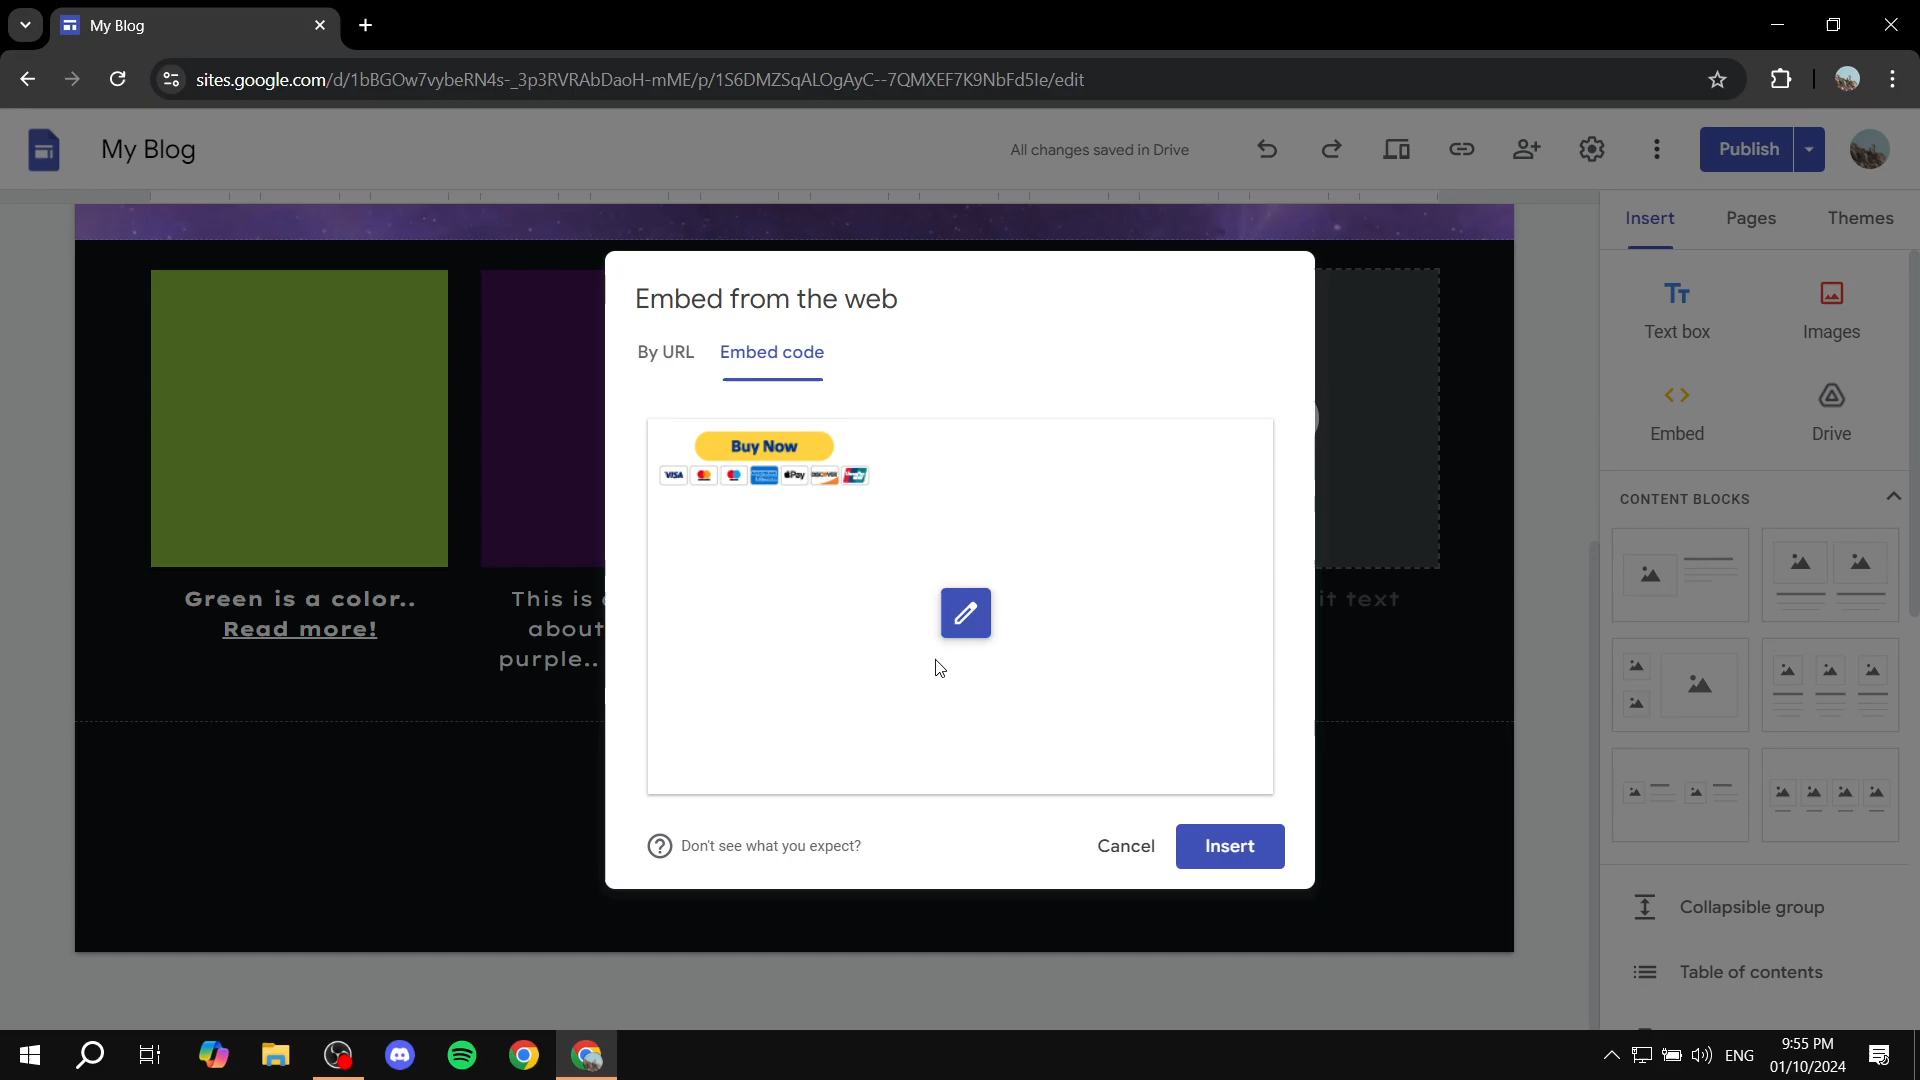 My Blog
sites.google.com/d/1bBGOw7vybeRN4s-_3p3RVRAbDaoH-mME/p/1S6DMZSqALOgAyC--7QMXEF7K9NbFd5Ie/edit
My Blog
All changes saved in Drive
Publish
Insert
Pages
Themes
Text box
Images
Embed
Drive
CONTENT BLOCKS
Collapsible group
Table of contents
Green is a color..
Read more!
This is
about
purple..
it text
Embed from the web
By URL
Embed code
Buy Now
VISA
Pay
DISCOVER
Don't see what you expect?
Cancel
Insert
ENG
9:55 PM
01/10/2024